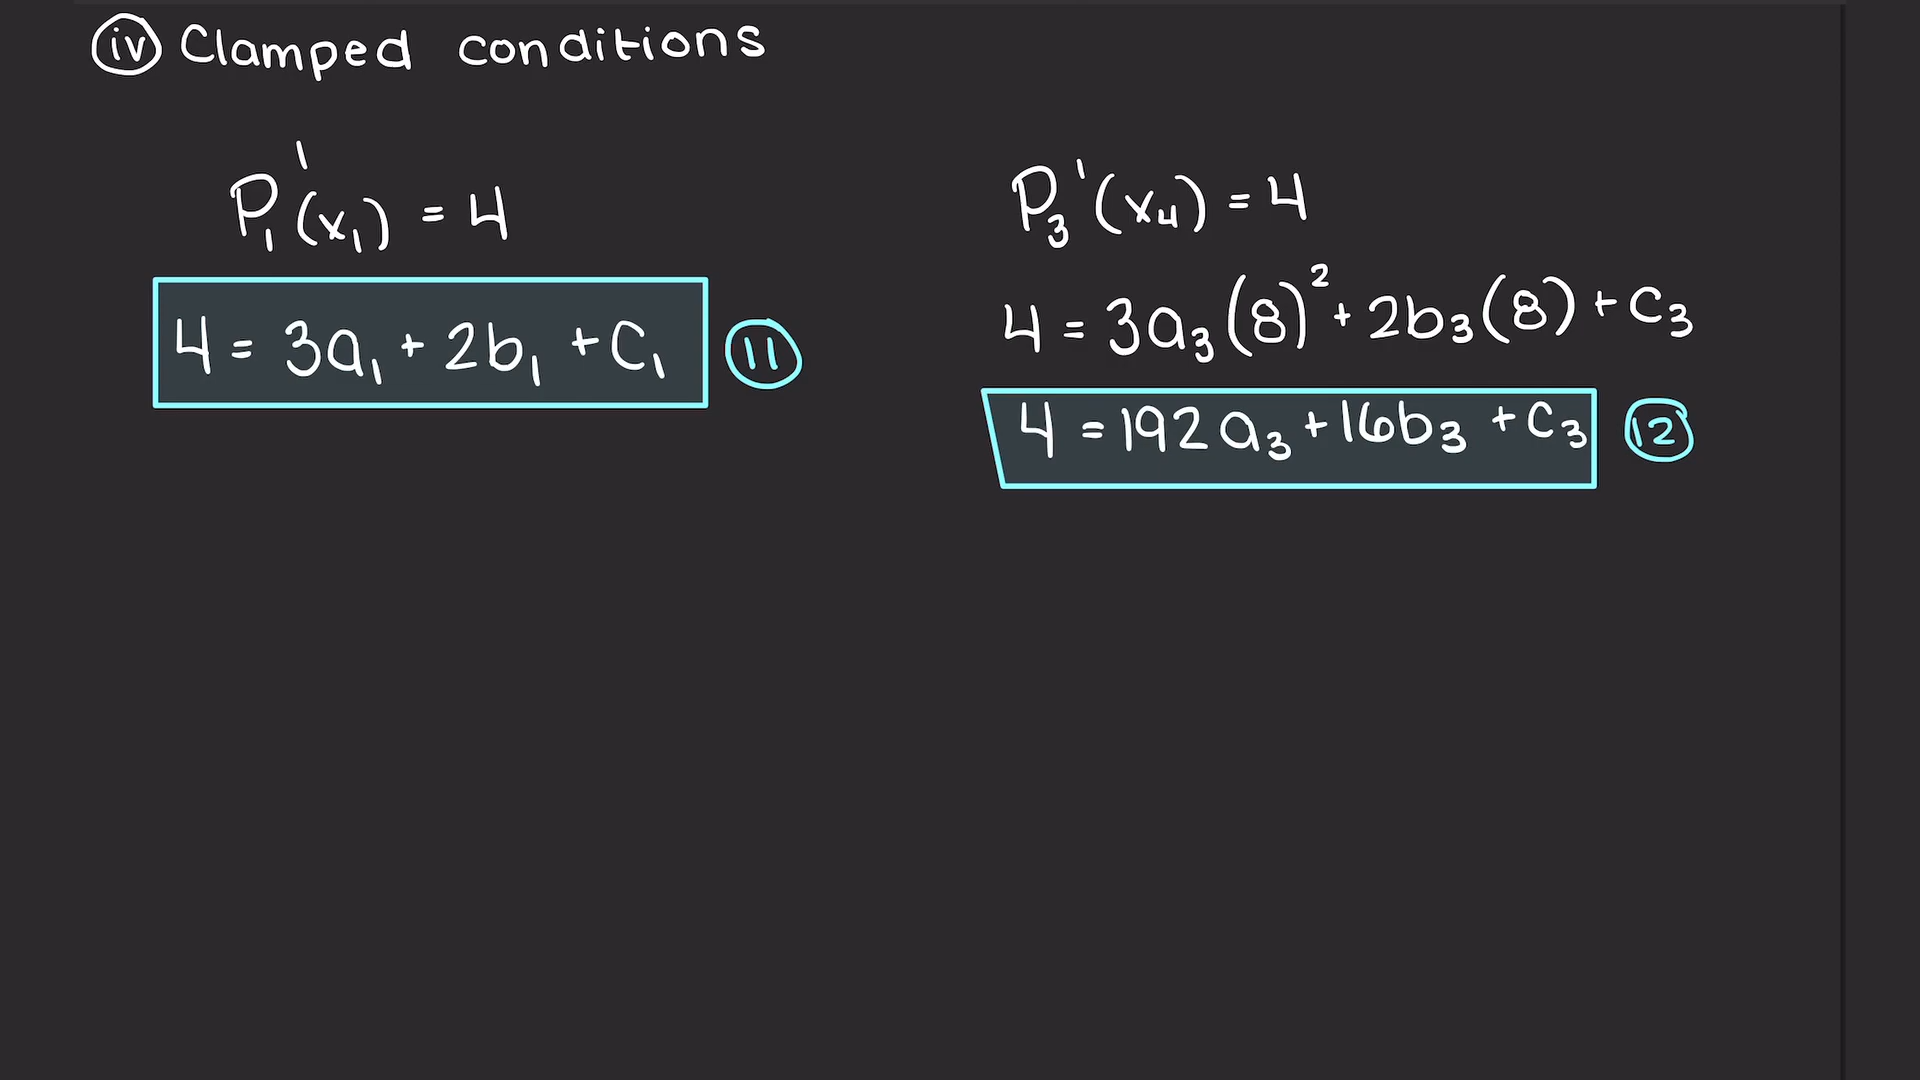 iv Clamped conditions
P₁'(x₁) = 4
4 = 3a₁ + 2b₁ + C₁ 11
P₃'(x₄) = 4
4 = 3a₃(8)² + 2b₃(8) + C₃
4 = 192a₃ + 16b₃ + C₃ 12